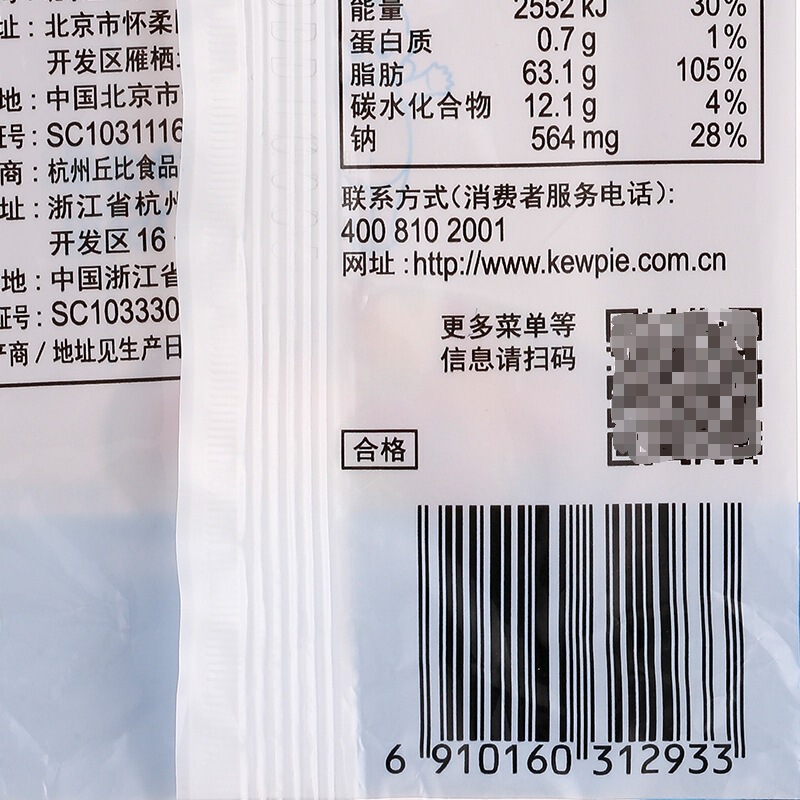 址：北京市怀柔
开发区雁栖
地：中国北京市
证号：SC1031116
商：杭州丘比食品
址：浙江省杭州
开发区 16
地：中国浙江省
证号：SC103330
产商 / 地址见生产日
能量 2552 kJ 30%
蛋白质 0.7 g 1%
脂肪 63.1 g 105%
碳水化合物 12.1 g 4%
钠 564 mg 28%
联系方式（消费者服务电话）：
400 810 2001
网址：http://www.kewpie.com.cn
更多菜单等
信息请扫码
合格
6 910160 312933